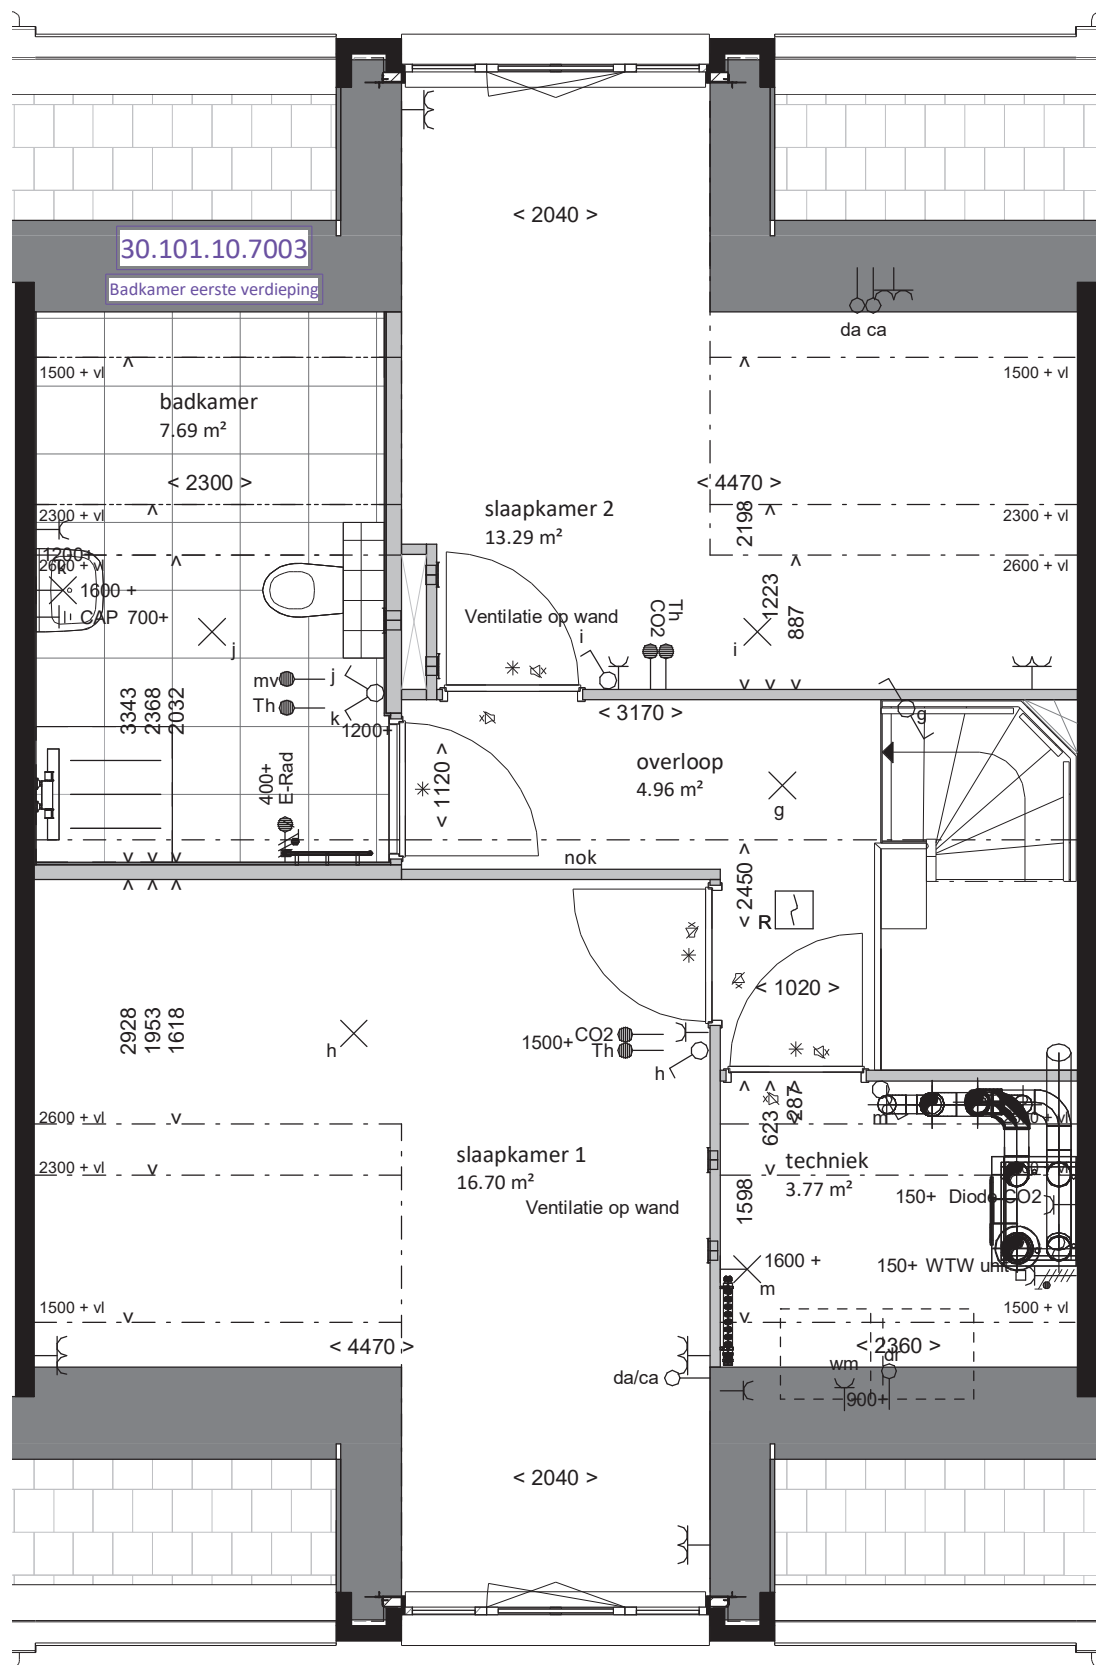 < 2040 >
30.101.10.7003
Badkamer eerste verdieping
da ca
1500 + vl
1500 + vl
badkamer
7.69 m²
< 2300 >
< 4470 >
slaapkamer 2
13.29 m²
2198
2300 + vl
2300 + vl
1200+
2600 + vl
2600 + vl
k
1600 +
CAP 700+
1223
887
Ventilatie op wand
Th
CO2
i
i
j
mv
j
Th
k
1200+
3343
2368
2032
< 3170 >
g
400+
E-Rad
< 1120 >
overloop
4.96 m²
g
nok
< 2450 >
R
< 1020 >
2928
1953
1618
h
1500+
CO2
Th
h
623
287
m
2600 + vl
2300 + vl
slaapkamer 1
16.70 m²
Ventilatie op wand
techniek
3.77 m²
1598
150+ Diode CO2
1600 +
150+ WTW unit
m
1500 + vl
1500 + vl
< 4470 >
< 2360 >
wm
dr
da/ca
900+
< 2040 >